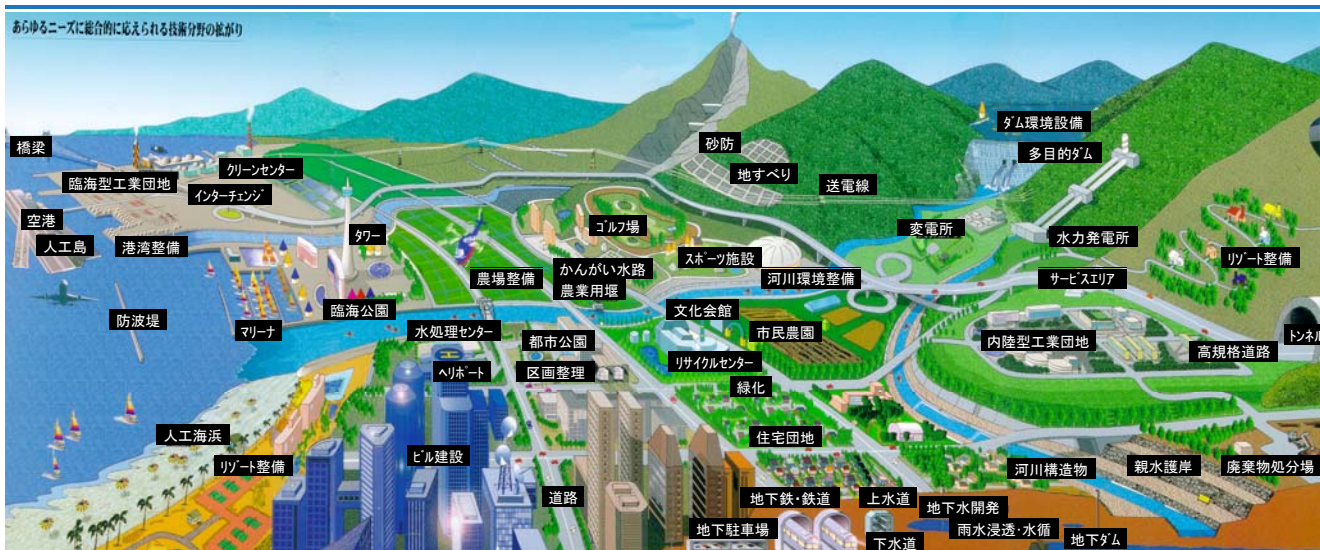 あらゆるニーズに総合的に応えられる技術分野の拡がり
橋梁
砂防
ダム環境設備
クリーンセンター
地すべり
多目的ダム
臨海型工業団地
インターチェンジ
送電線
空港
人工島
港湾整備
タワー
ゴルフ場
変電所
水力発電所
スポーツ施設
リゾート整備
農場整備
かんがい水路
農業用堰
河川環境整備
サービスエリア
防波堤
マリーナ
臨海公園
文化会館
水処理センター
都市公園
市民農園
内陸型工業団地
高規格道路
トンネル
ヘリポート
区画整理
リサイクルセンター
緑化
人工海浜
リゾート整備
ビル建設
住宅団地
河川構造物
親水護岸
廃棄物処分場
道路
地下鉄・鉄道
上水道
地下水開発
地下駐車場
下水道
雨水浸透・水循
地下ダム